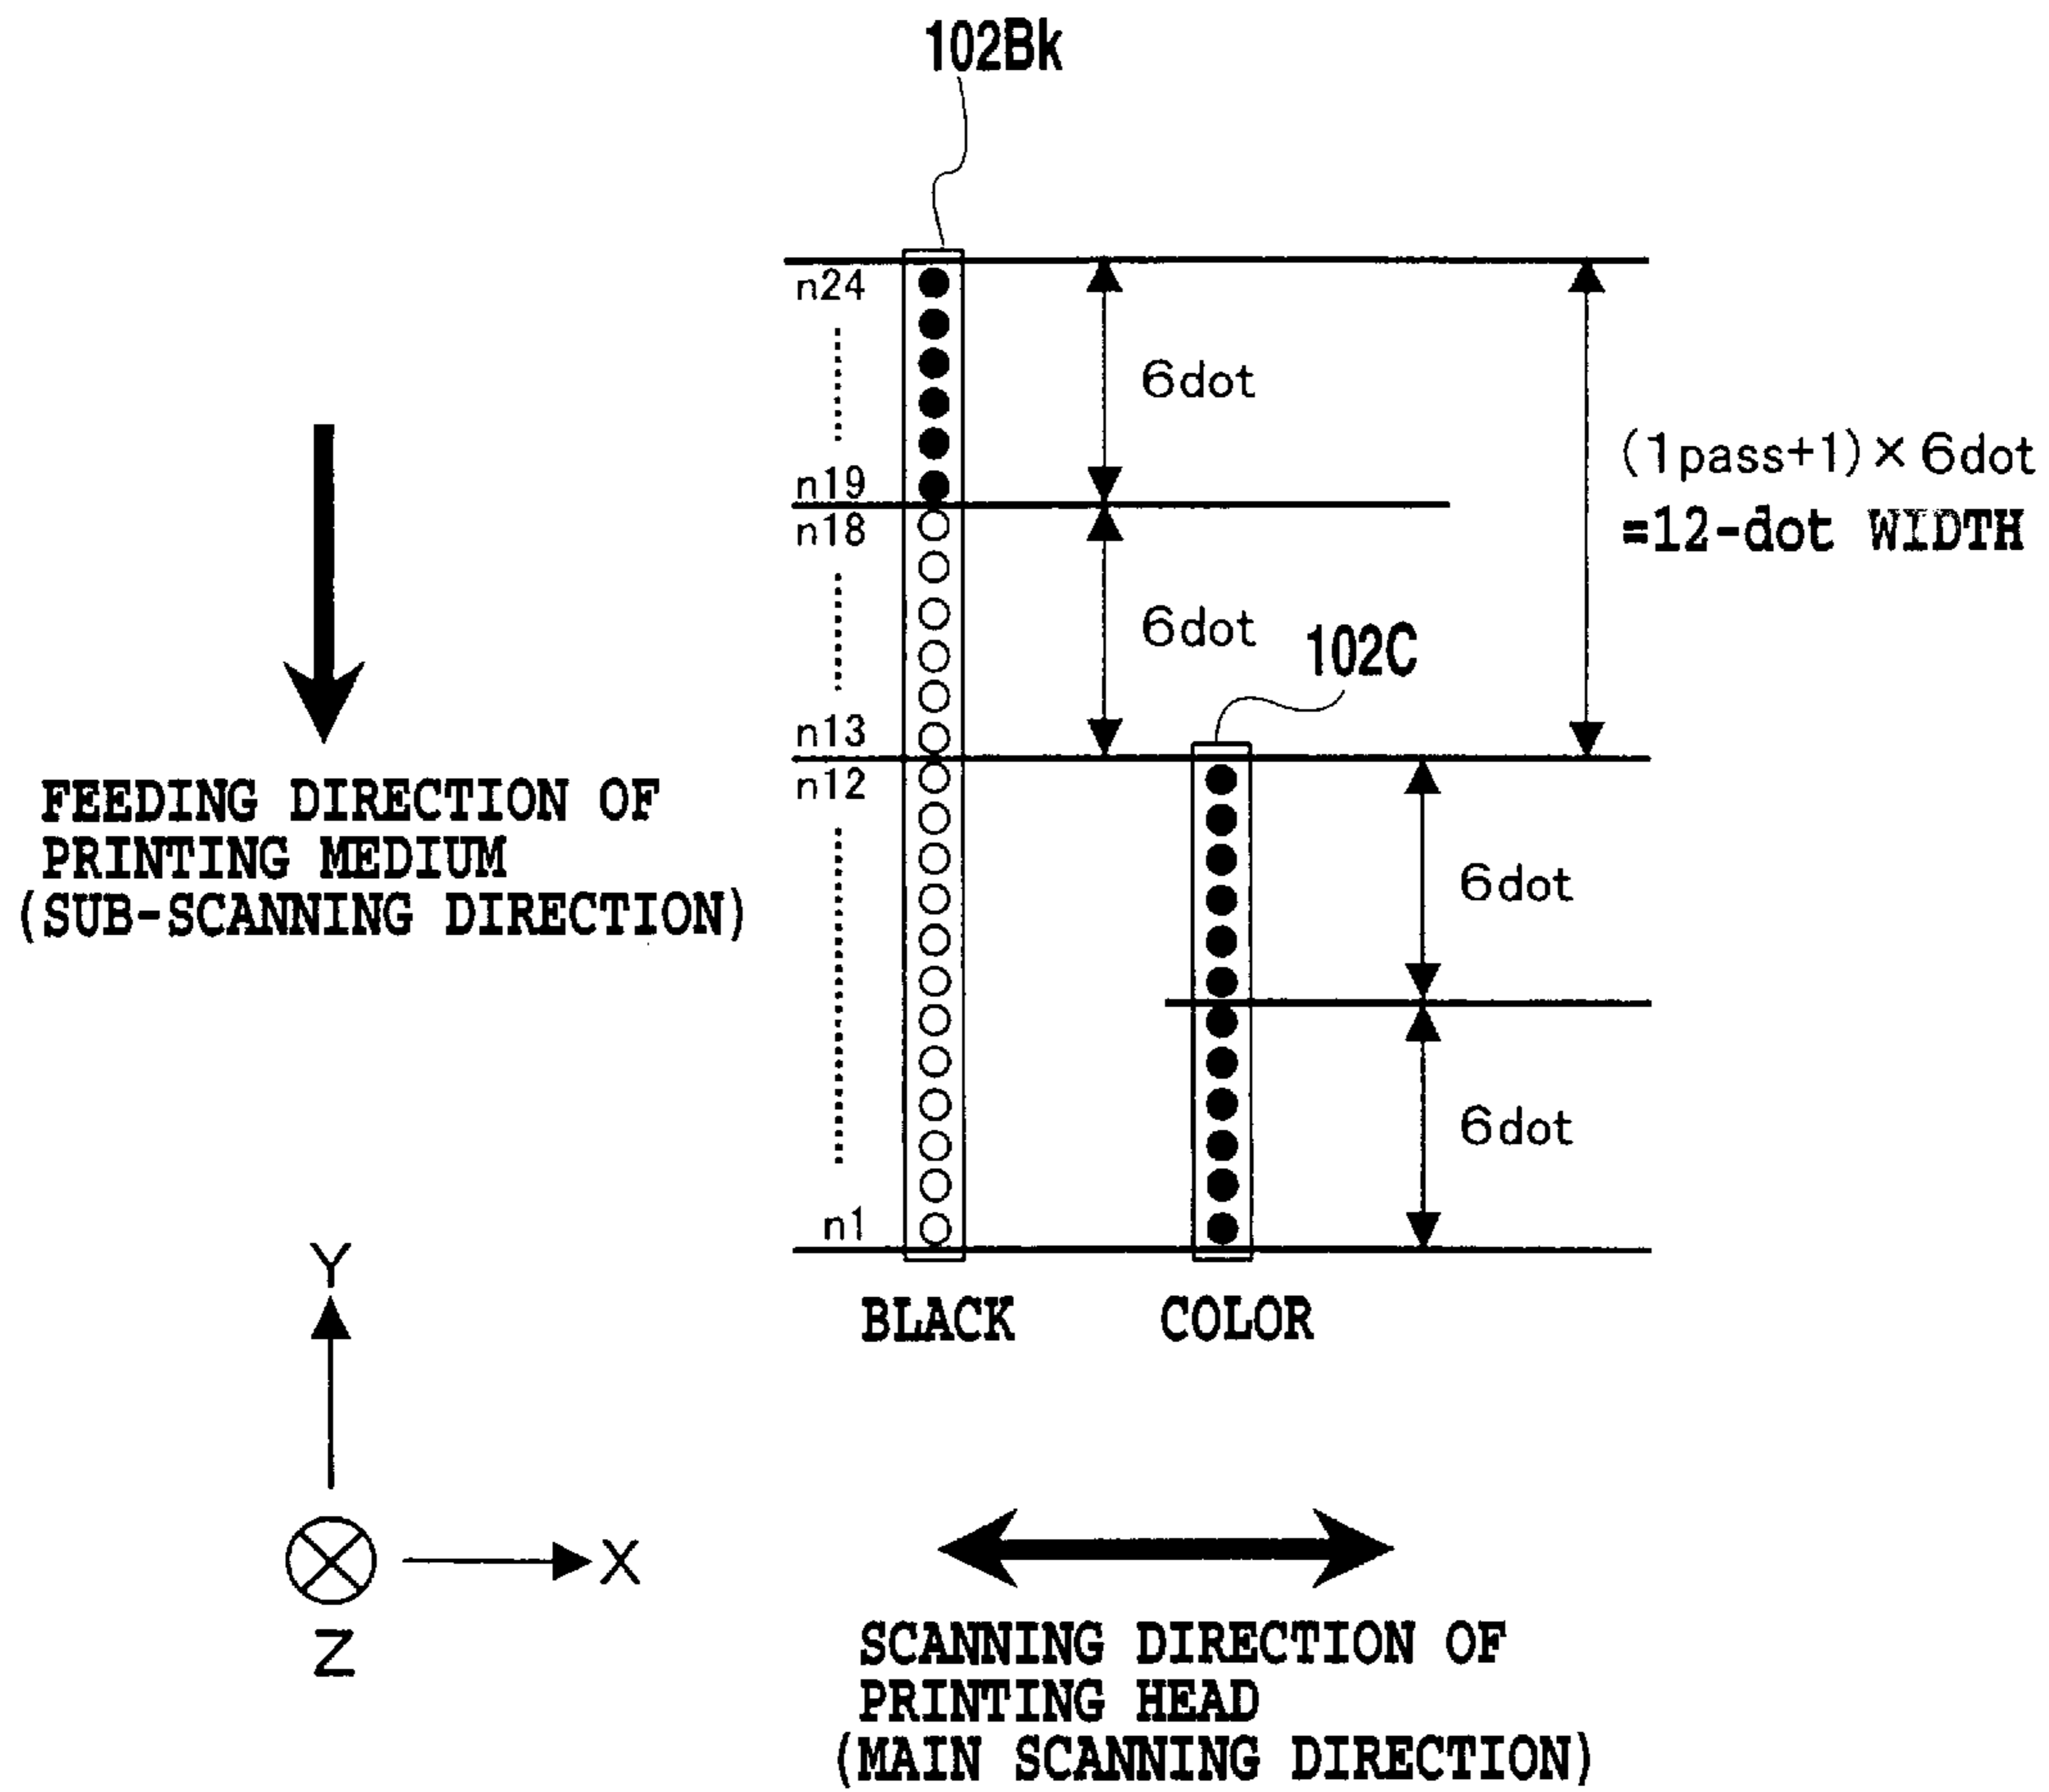 102Bk
n24
6dot
(1pass+1)×6dot
=12-dot WIDTH
n19
n18
6dot
102C
n13
n12
FEEDING DIRECTION OF
PRINTING MEDIUM
(SUB-SCANNING DIRECTION)
6dot
6dot
n1
BLACK
COLOR
Y
X
Z
SCANNING DIRECTION OF
PRINTING HEAD
(MAIN SCANNING DIRECTION)